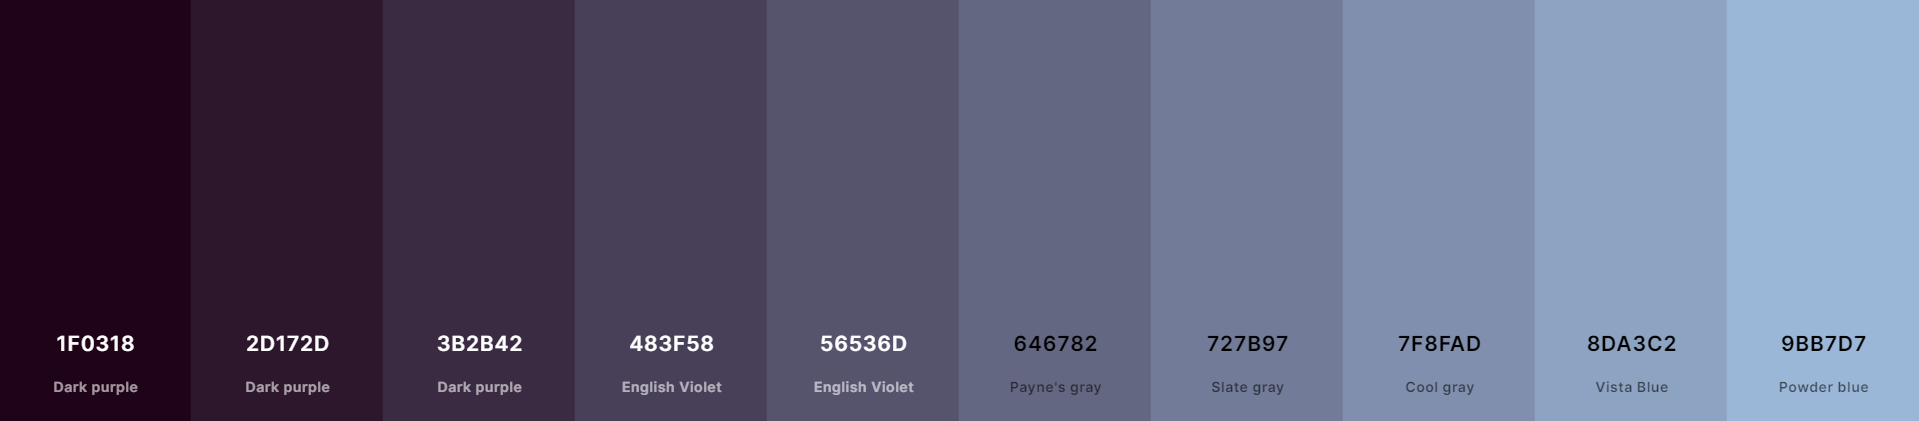 1F0318 2D172D 3B2B42 483F58 56536D 646782 727B97 7F8FAD 8DA3C2 9BB7D7
Dark purple Dark purple Dark purple English Violet English Violet Payne's gray Slate gray Cool gray Vista Blue Powder blue